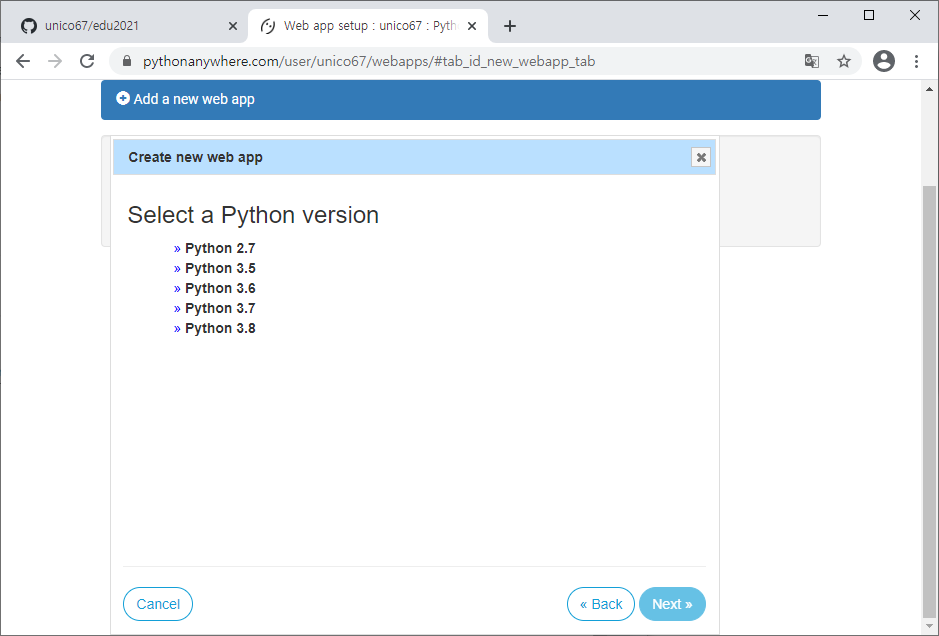 unico67/edu2021
Web app setup : unico67 : Pyth
pythonanywhere.com/user/unico67/webapps/#tab_id_new_webapp_tab
Add a new web app
Create new web app
Select a Python version
» Python 2.7
» Python 3.5
» Python 3.6
» Python 3.7
» Python 3.8
Cancel
« Back
Next »